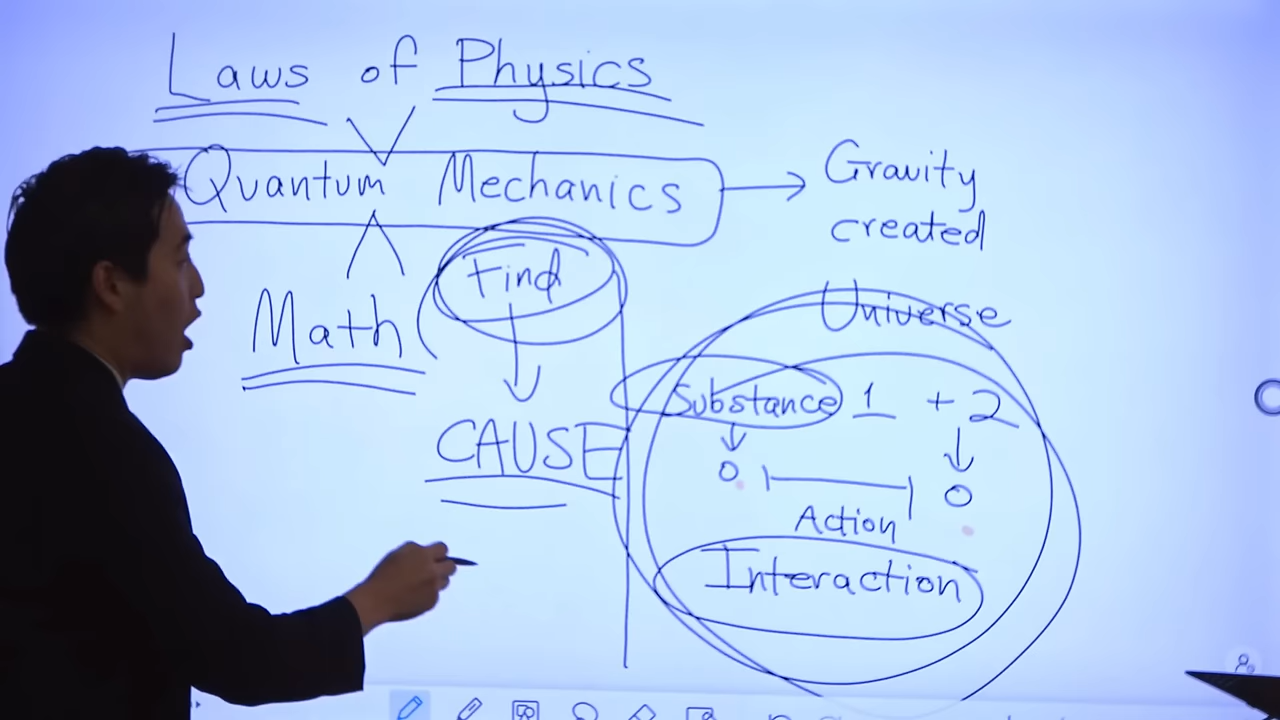 Laws of Physics
Quantum Mechanics
Gravity
created
Universe
Find
Math
CAUSE
Substance 1 + 2
Action
Interaction